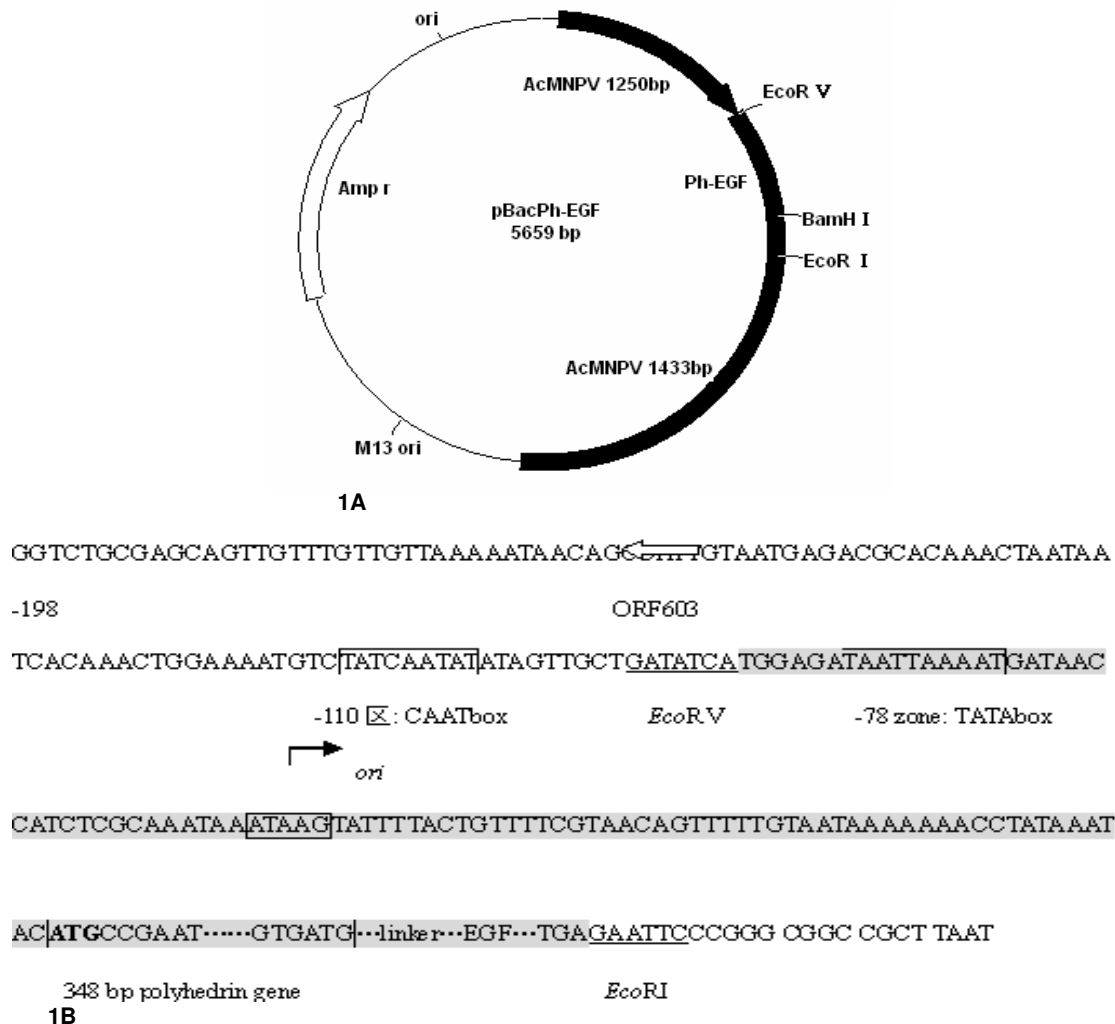 ori
AcMNPV 1250bp
EcoR V
Amp r
Ph-EGF
pBacPh-EGF
5659 bp
BamH I
EcoR I
AcMNPV 1433bp
M13 ori
1A
GGTCTGCGAGCAGTTGTTTGTTGTTAAAAATAACAG GTAATGAGACGCACAAACTAATAA
-198 ORF603
TCACAAACTGGAAAATGTCTATCAATATATAGTTGCTGATATCATGGAGATAATTAAAATGATAAC
-110 区: CAATbox EcoRV -78 zone: TATAbox
ori
CATCTCGCAAATAAATAAGTATTTTACTGTTTTCGTAACAGTTTTTGTAATAAAAAAACCTATAAAT
ACATGCCGAAT······GTGATG···linker···EGF···TGAGAATTCCCGGG CGGC CGCT TAAT
348 bp polyhedrin gene EcoRI
1B